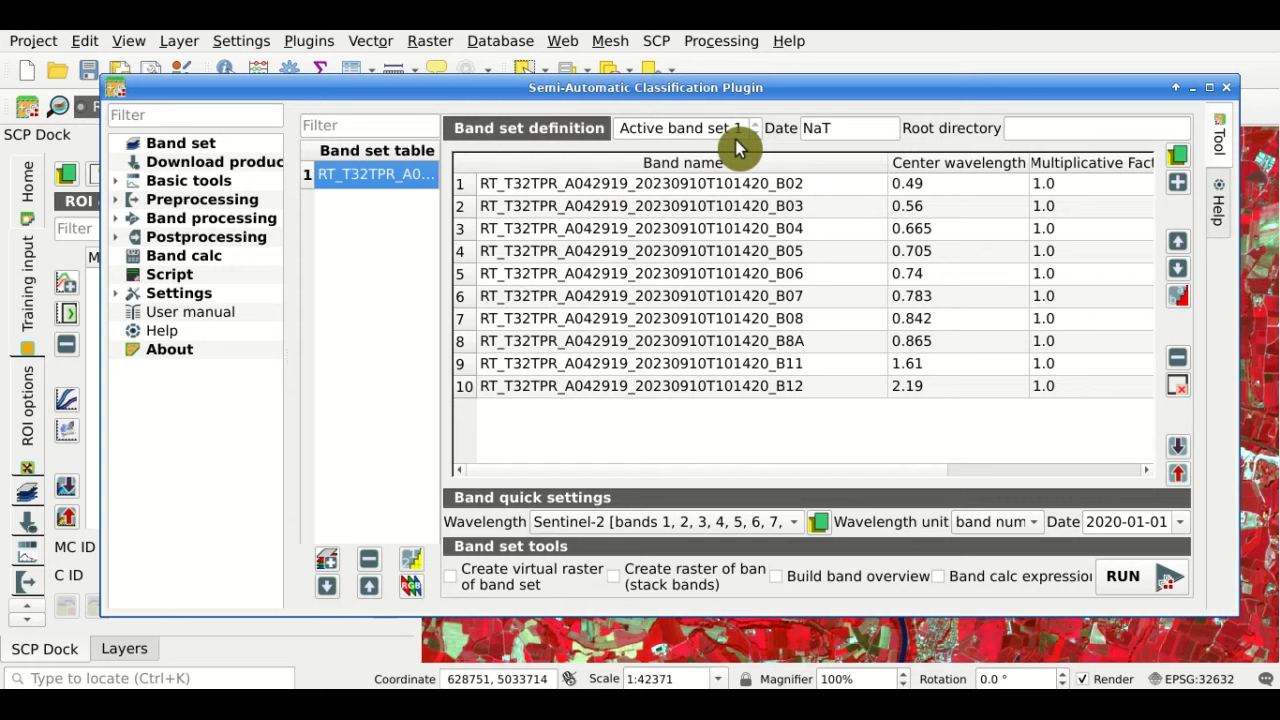 Project Edit View Layer Settings Plugins Vector Raster Database Web Mesh SCP Processing Help
Semi-Automatic Classification Plugin
SCP Dock
Home
Training input
ROI options
ROI
Filter
M
MC ID
C ID
SCP Dock Layers
Filter
Band set
Download produc
Basic tools
Preprocessing
Band processing
Postprocessing
Band calc
Script
Settings
User manual
Help
About
Filter
Band set table
1 RT_T32TPR_A0...
Band set definition Active band set 1 Date NaT Root directory
Band name Center wavelength Multiplicative Fact
1 RT_T32TPR_A042919_20230910T101420_B02 0.49 1.0
2 RT_T32TPR_A042919_20230910T101420_B03 0.56 1.0
3 RT_T32TPR_A042919_20230910T101420_B04 0.665 1.0
4 RT_T32TPR_A042919_20230910T101420_B05 0.705 1.0
5 RT_T32TPR_A042919_20230910T101420_B06 0.74 1.0
6 RT_T32TPR_A042919_20230910T101420_B07 0.783 1.0
7 RT_T32TPR_A042919_20230910T101420_B08 0.842 1.0
8 RT_T32TPR_A042919_20230910T101420_B8A 0.865 1.0
9 RT_T32TPR_A042919_20230910T101420_B11 1.61 1.0
10 RT_T32TPR_A042919_20230910T101420_B12 2.19 1.0
Band quick settings
Wavelength Sentinel-2 [bands 1, 2, 3, 4, 5, 6, 7, Wavelength unit band num Date 2020-01-01
Band set tools
Create virtual raster of band set
Create raster of ban (stack bands)
Build band overview
Band calc expression
RUN
Tool
Help
Type to locate (Ctrl+K) Coordinate 628751, 5033714 Scale 1:42371 Magnifier 100% Rotation 0.0 ° Render EPSG:32632